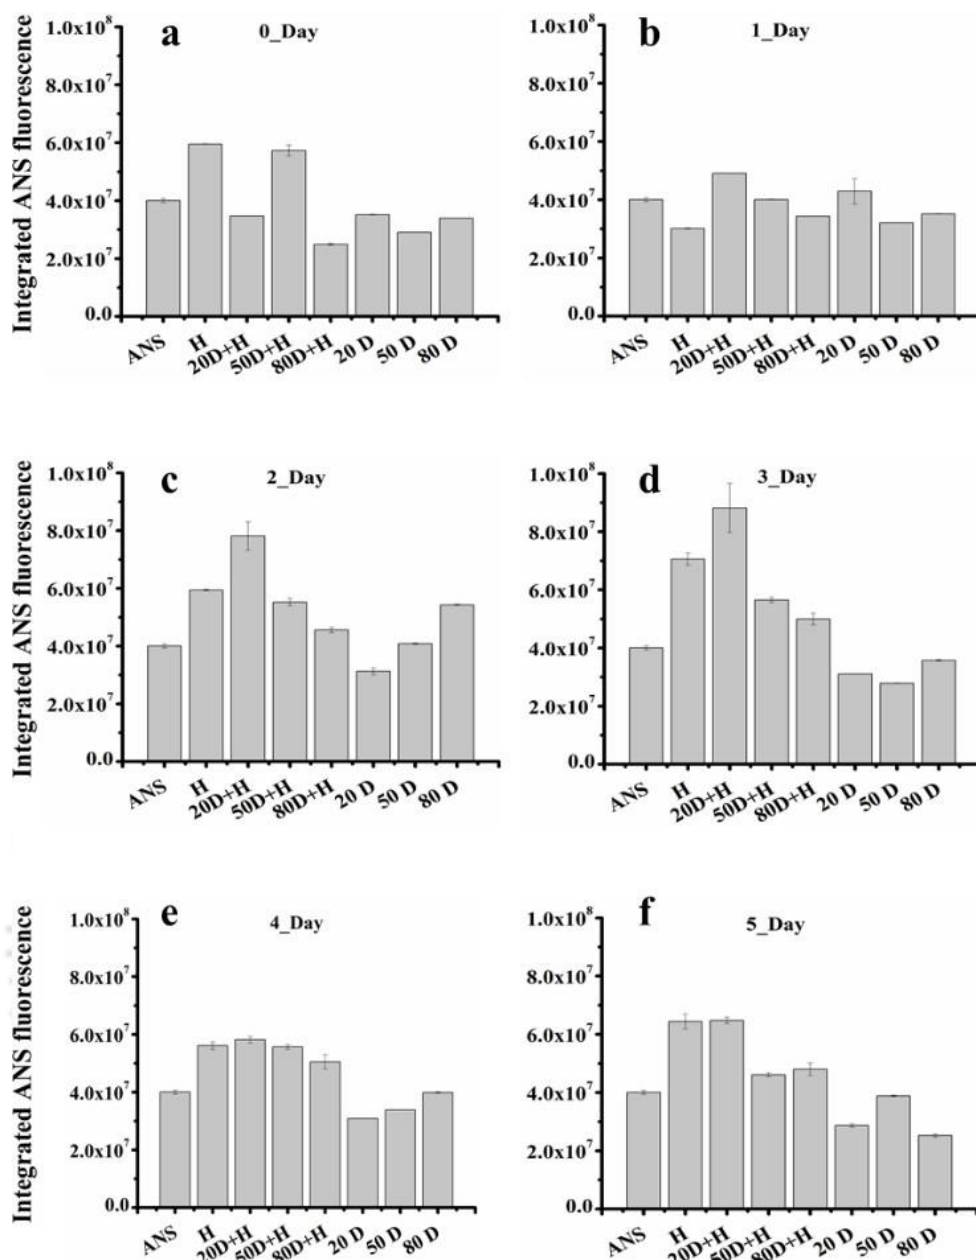 a 0_Day
Integrated ANS fluorescence
1.0x10⁸
8.0x10⁷
6.0x10⁷
4.0x10⁷
2.0x10⁷
0.0
ANS H 20D+H 50D+H 80D+H 20 D 50 D 80 D
b 1_Day
1.0x10⁸
8.0x10⁷
6.0x10⁷
4.0x10⁷
2.0x10⁷
0.0
ANS H 20D+H 50D+H 80D+H 20 D 50 D 80 D
c 2_Day
Integrated ANS fluorescence
1.0x10⁸
8.0x10⁷
6.0x10⁷
4.0x10⁷
2.0x10⁷
0.0
ANS H 20D+H 50D+H 80D+H 20 D 50 D 80 D
d 3_Day
1.0x10⁸
8.0x10⁷
6.0x10⁷
4.0x10⁷
2.0x10⁷
0.0
ANS H 20D+H 50D+H 80D+H 20 D 50 D 80 D
e 4_Day
Integrated ANS fluorescence
1.0x10⁸
8.0x10⁷
6.0x10⁷
4.0x10⁷
2.0x10⁷
0.0
ANS H 20D+H 50D+H 80D+H 20 D 50 D 80 D
f 5_Day
1.0x10⁸
8.0x10⁷
6.0x10⁷
4.0x10⁷
2.0x10⁷
0.0
ANS H 20D+H 50D+H 80D+H 20 D 50 D 80 D